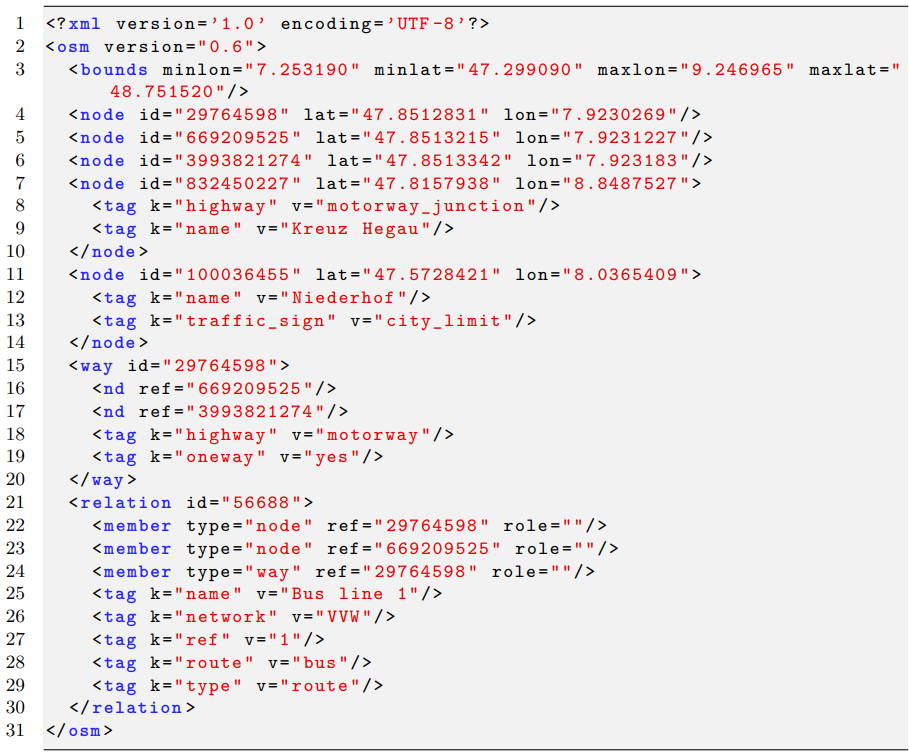 1 <?xml version='1.0' encoding='UTF-8'?>
2 <osm version="0.6">
3 <bounds minlon="7.253190" minlat="47.299090" maxlon="9.246965" maxlat="
48.751520"/>
4 <node id="29764598" lat="47.8512831" lon="7.9230269"/>
5 <node id="669209525" lat="47.8513215" lon="7.9231227"/>
6 <node id="3993821274" lat="47.8513342" lon="7.923183"/>
7 <node id="832450227" lat="47.8157938" lon="8.8487527">
8 <tag k="highway" v="motorway_junction"/>
9 <tag k="name" v="Kreuz Hegau"/>
10 </node>
11 <node id="100036455" lat="47.5728421" lon="8.0365409">
12 <tag k="name" v="Niederhof"/>
13 <tag k="traffic_sign" v="city_limit"/>
14 </node>
15 <way id="29764598">
16 <nd ref="669209525"/>
17 <nd ref="3993821274"/>
18 <tag k="highway" v="motorway"/>
19 <tag k="oneway" v="yes"/>
20 </way>
21 <relation id="56688">
22 <member type="node" ref="29764598" role=""/>
23 <member type="node" ref="669209525" role=""/>
24 <member type="way" ref="29764598" role=""/>
25 <tag k="name" v="Bus line 1"/>
26 <tag k="network" v="VVW"/>
27 <tag k="ref" v="1"/>
28 <tag k="route" v="bus"/>
29 <tag k="type" v="route"/>
30 </relation>
31 </osm>